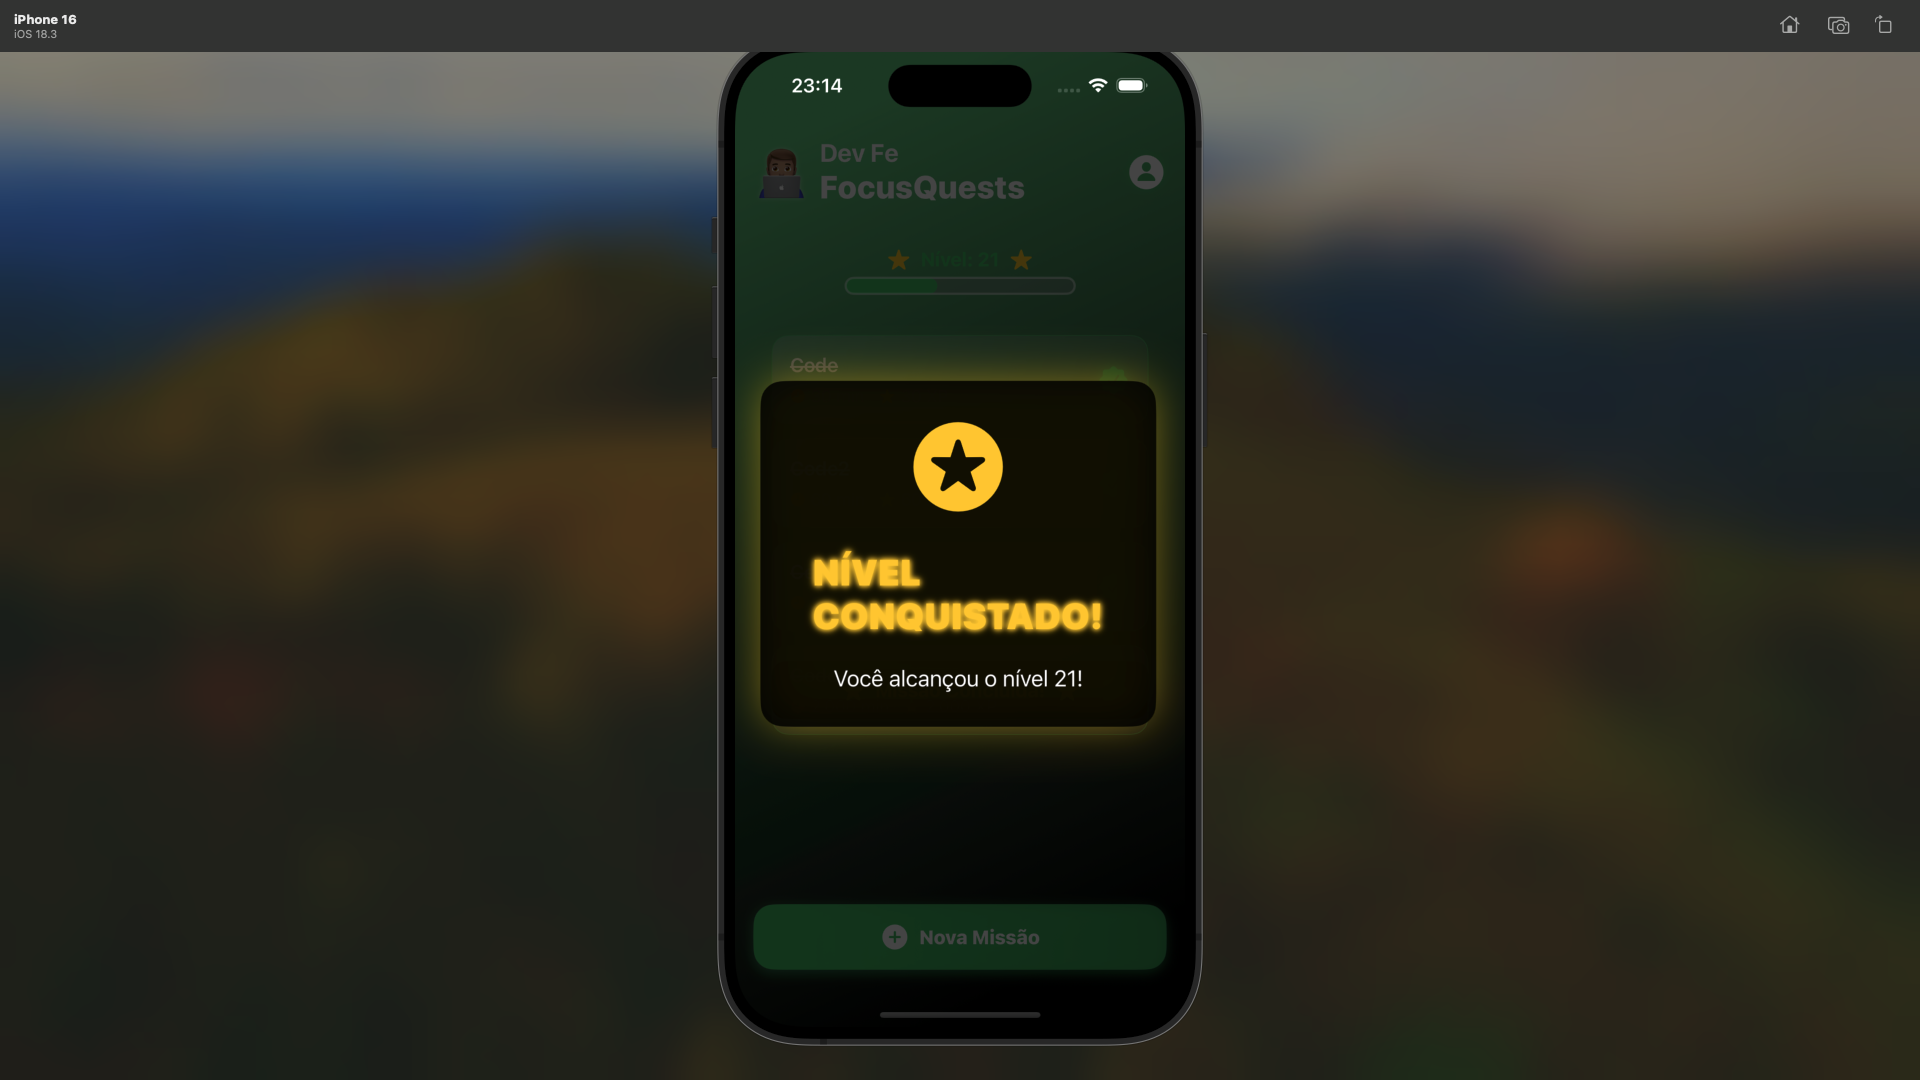 iPhone 16
iOS 18.3
23:14
Dev Fe
FocusQuests
Nível: 21
Code
NÍVEL
CONQUISTADO!
Você alcançou o nível 21!
Nova Missão